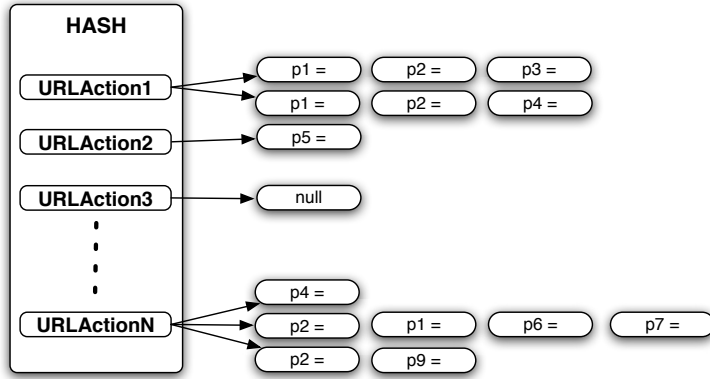 HASH
URLAction1
p1 = p2 = p3 =
p1 = p2 = p4 =
URLAction2
p5 =
URLAction3
null
URLActionN
p4 =
p2 = p1 = p6 = p7 =
p2 = p9 =